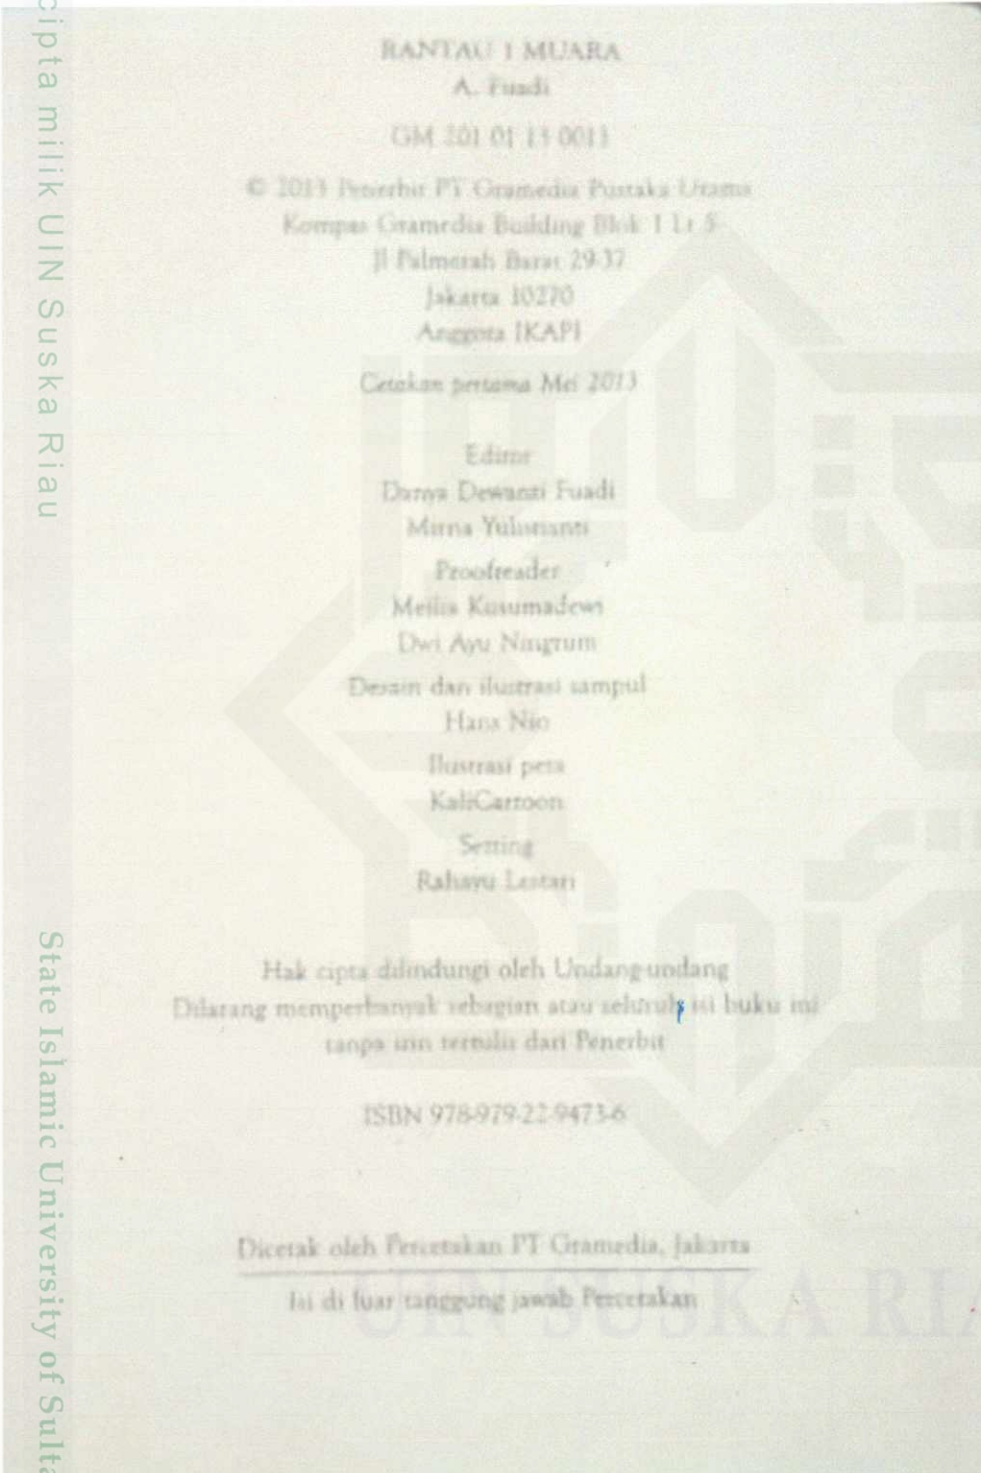 RANTAU 1 MUARA
A. Fuadi
GM 201 01 13 0011
© 2013 Penerbit PT Gramedia Pustaka Utama
Kompas Gramedia Building Blok 1 Lt 5
Jl Palmerah Barat 29-37
Jakarta 10270
Anggota IKAPI
Cetakan pertama Mei 2013
Editor
Danya Dewanti Fuadi
Mirna Yulistianti
Proofreader
Meilia Kusumadewi
Dwi Ayu Ningrum
Desain dan ilustrasi sampul
Hans Nio
Ilustrasi peta
KaliCartoon
Setting
Rahayu Lestari
Hak cipta dilindungi oleh Undang-undang
Dilarang memperbanyak sebagian atau seluruh isi buku ini
tanpa izin tertulis dari Penerbit
ISBN 978-979-22-9473-6
Dicetak oleh Percetakan PT Gramedia, Jakarta
Isi di luar tanggung jawab Percetakan
cipta milik UIN Suska Riau
State Islamic University of Sulta
UIN SUSKA RIA